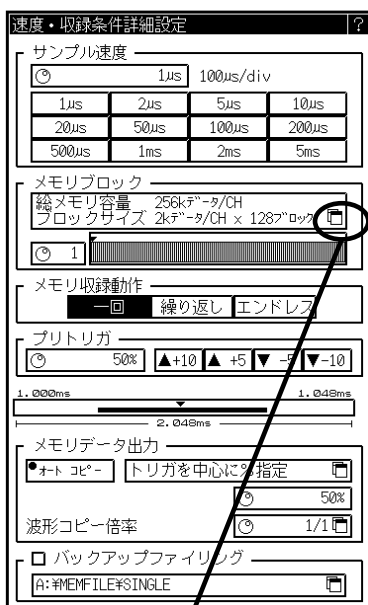 速度・収録条件詳細設定 ?
サンプル速度
1μs 100μs/div
1μs 2μs 5μs 10μs
20μs 50μs 100μs 200μs
500μs 1ms 2ms 5ms
メモリブロック
総メモリ容量 256kデータ/CH
ブロックサイズ 2kデータ/CH x 128ブロック
1
メモリ収録動作
一回 繰り返し エンドレス
プリトリガ
50% ▲+10 ▲ +5 ▼ -5 ▼-10
1.000ms 1.048ms
2.048ms
メモリデータ出力
オート コピー トリガを中心に%指定
50%
波形コピー倍率 1/1
バックアップファイリング
A:¥MEMFILE¥SINGLE